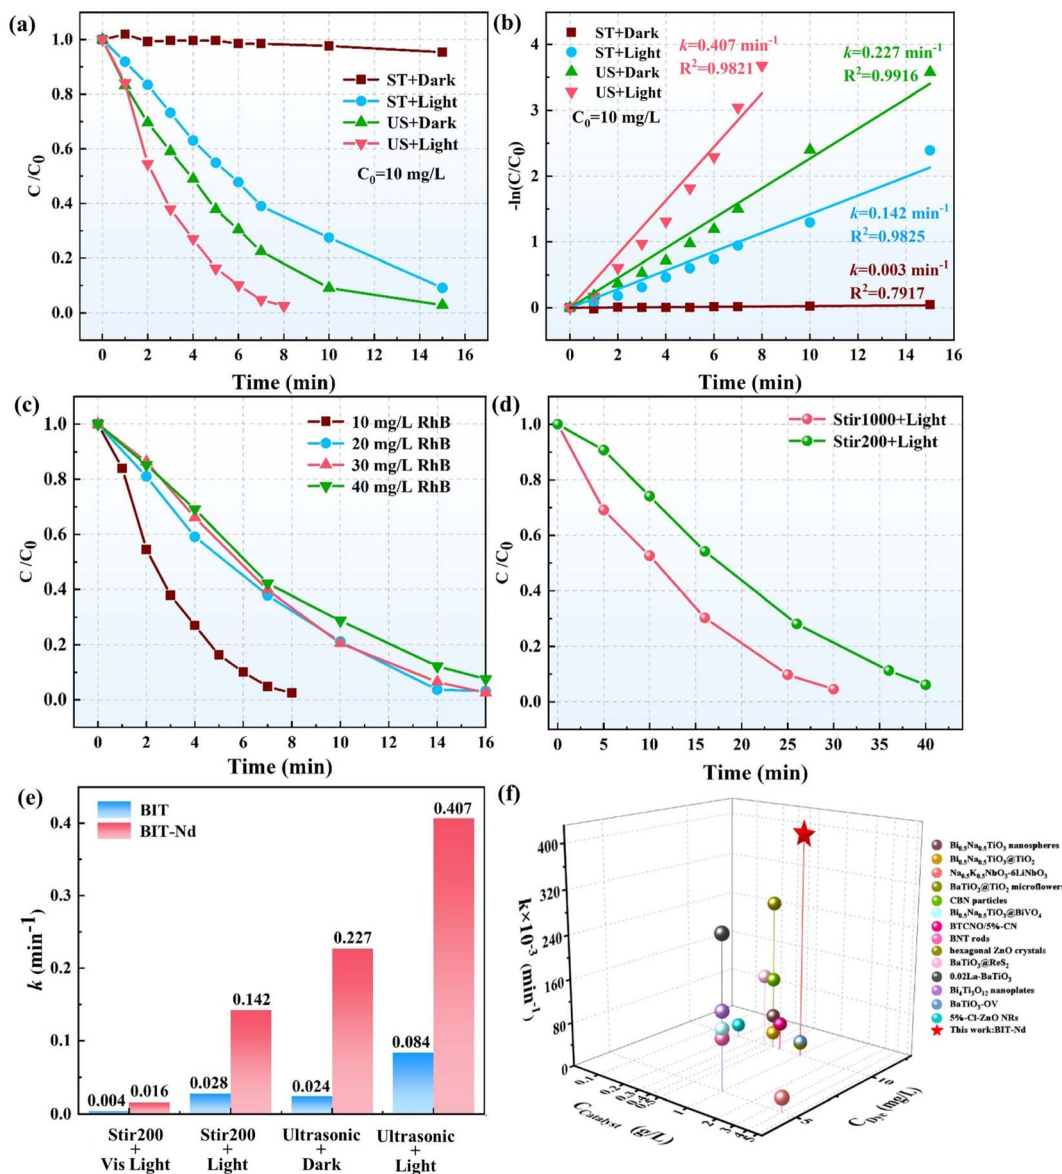 (a)
1.0
0.8
0.6
0.4
0.2
0.0
C /C0
ST+Dark
ST+Light
US+Dark
US+Light
C0=10 mg/L
0 2 4 6 8 10 12 14 16
Time (min)
(b)
4
3
2
1
0
-ln(C/C0)
ST+Dark
ST+Light
US+Dark
US+Light
C0=10 mg/L
k=0.407 min-1
R2=0.9821
k=0.227 min-1
R2=0.9916
k=0.142 min-1
R2=0.9825
k=0.003 min-1
R2=0.7917
0 2 4 6 8 10 12 14 16
Time (min)
(c)
1.0
0.8
0.6
0.4
0.2
0.0
C /C0
10 mg/L RhB
20 mg/L RhB
30 mg/L RhB
40 mg/L RhB
0 2 4 6 8 10 12 14 16
Time (min)
(d)
1.0
0.8
0.6
0.4
0.2
0.0
C /C0
Stir1000+Light
Stir200+Light
0 5 10 15 20 25 30 35 40
Time (min)
(e)
0.4
0.3
0.2
0.1
0.0
k (min-1)
BIT
BIT-Nd
0.004 0.016
0.028 0.142
0.024 0.227
0.084 0.407
Stir200
+
Vis Light
Stir200
+
Light
Ultrasonic
+
Dark
Ultrasonic
+
Light
(f)
400
320
240
160
80
0
k×10-3 (min-1)
0.1
1
2
CCatalyst (g/L)
5
10
CDye (mg/L)
Bi0.5Na0.5TiO3 nanospheres
Bi0.5Na0.5TiO3@TiO2
Na0.5K0.5NbO3-6LiNbO3
BaTiO3@TiO2 microflowers
CBN particles
Bi0.5Na0.5TiO3@BiVO4
BTCNO/5%-CN
BNT rods
hexagonal ZnO crystals
BaTiO3@ReS2
0.02La-BaTiO3
Bi4Ti3O12 nanoplates
BaTiO3-OV
5%-Cl-ZnO NRs
This work:BIT-Nd